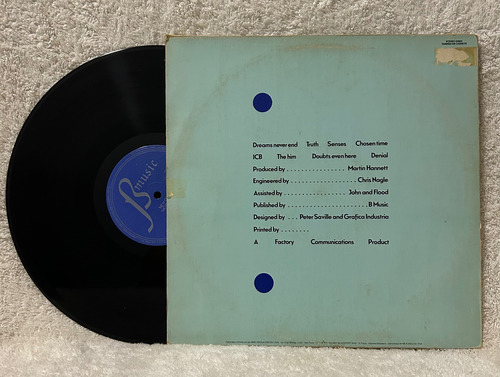 B music
Dreams never end Truth Senses Chosen time
ICB The him Doubts even here Denial
Produced by . . . . . . . . . . . . . . . . Martin Hannett
Engineered by . . . . . . . . . . . . . . . . . . Chris Nagle
Assisted by . . . . . . . . . . . . . . . . . John and Flood
Published by . . . . . . . . . . . . . . . . . . . . . B Music
Designed by . . . Peter Saville and Grafica Industria
Printed by . . . . . . . .
A Factory Communications Product